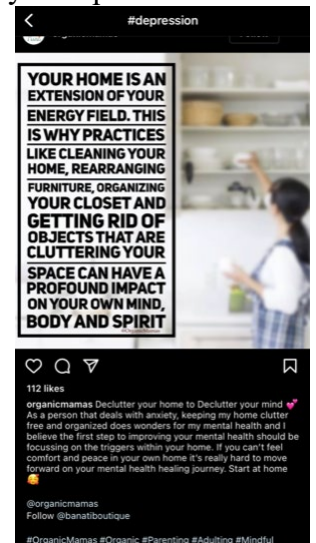 #depression
YOUR HOME IS AN
EXTENSION OF YOUR
ENERGY FIELD. THIS
IS WHY PRACTICES
LIKE CLEANING YOUR
HOME, REARRANGING
FURNITURE, ORGANIZING
YOUR CLOSET AND
GETTING RID OF
OBJECTS THAT ARE
CLUTTERING YOUR
SPACE CAN HAVE A
PROFOUND IMPACT
ON YOUR OWN MIND,
BODY AND SPIRIT
112 likes
organicmamas Declutter your home to Declutter your mind 💕
As a person that deals with anxiety, keeping my home clutter
free and organized does wonders for my mental health and I
believe the first step to improving your mental health should be
focussing on the triggers within your home. If you can't feel
comfort and peace in your own home it's really hard to move
forward on your mental health healing journey. Start at home
🥰
@organicmamas
Follow @banatiboutique
#OrganicMamas #Organic #Parenting #Adulting #Mindful